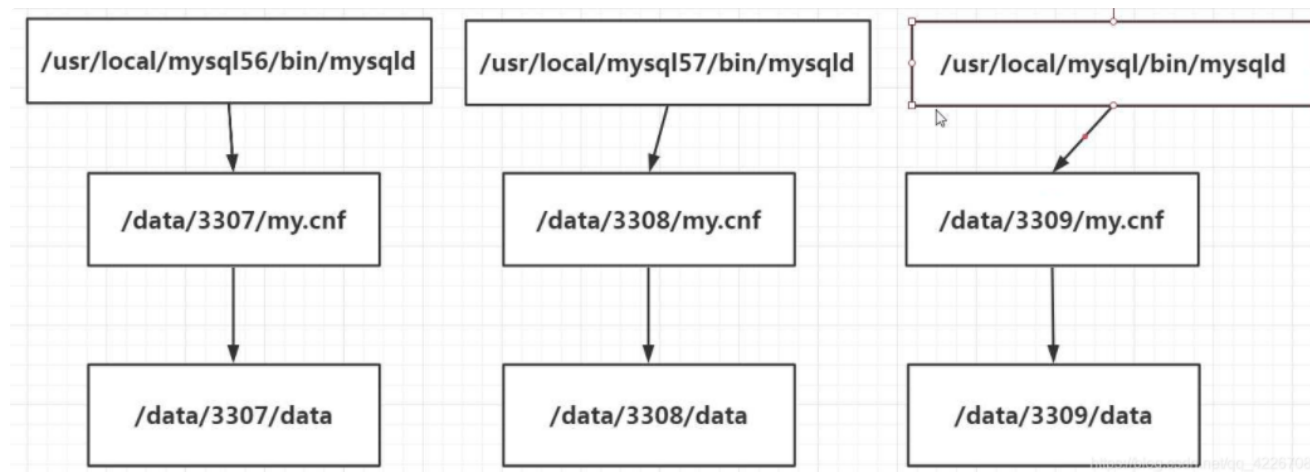 /usr/local/mysql56/bin/mysqld
/usr/local/mysql57/bin/mysqld
/usr/local/mysql/bin/mysqld
/data/3307/my.cnf
/data/3308/my.cnf
/data/3309/my.cnf
/data/3307/data
/data/3308/data
/data/3309/data